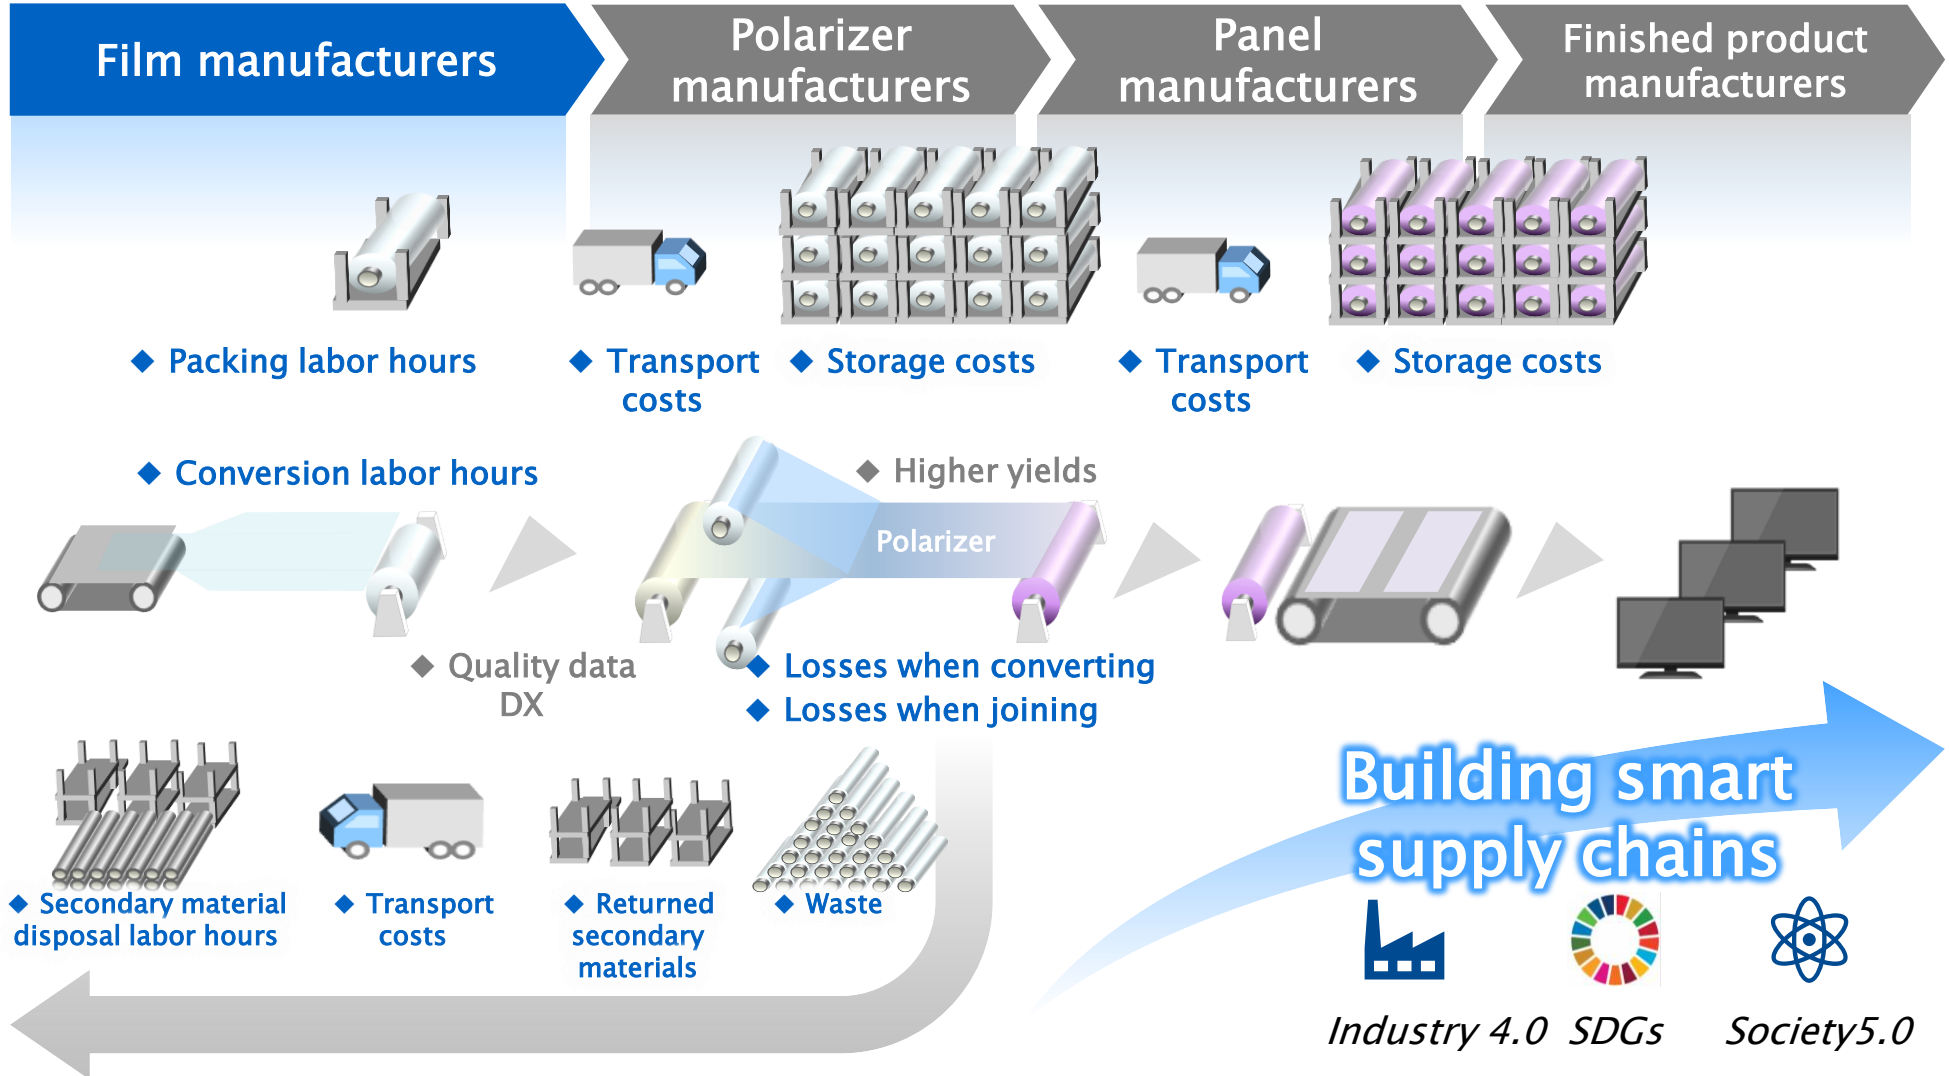 Film manufacturers
Polarizer
manufacturers
Panel
manufacturers
Finished product
manufacturers
◆ Packing labor hours
◆ Transport
costs
◆ Storage costs
◆ Transport
costs
◆ Storage costs
◆ Conversion labor hours
◆ Higher yields
Polarizer
◆ Quality data
DX
◆ Losses when converting
◆ Losses when joining
◆ Secondary material
disposal labor hours
◆ Transport
costs
◆ Returned
secondary
materials
◆ Waste
Building smart
supply chains
Industry 4.0
SDGs
Society5.0